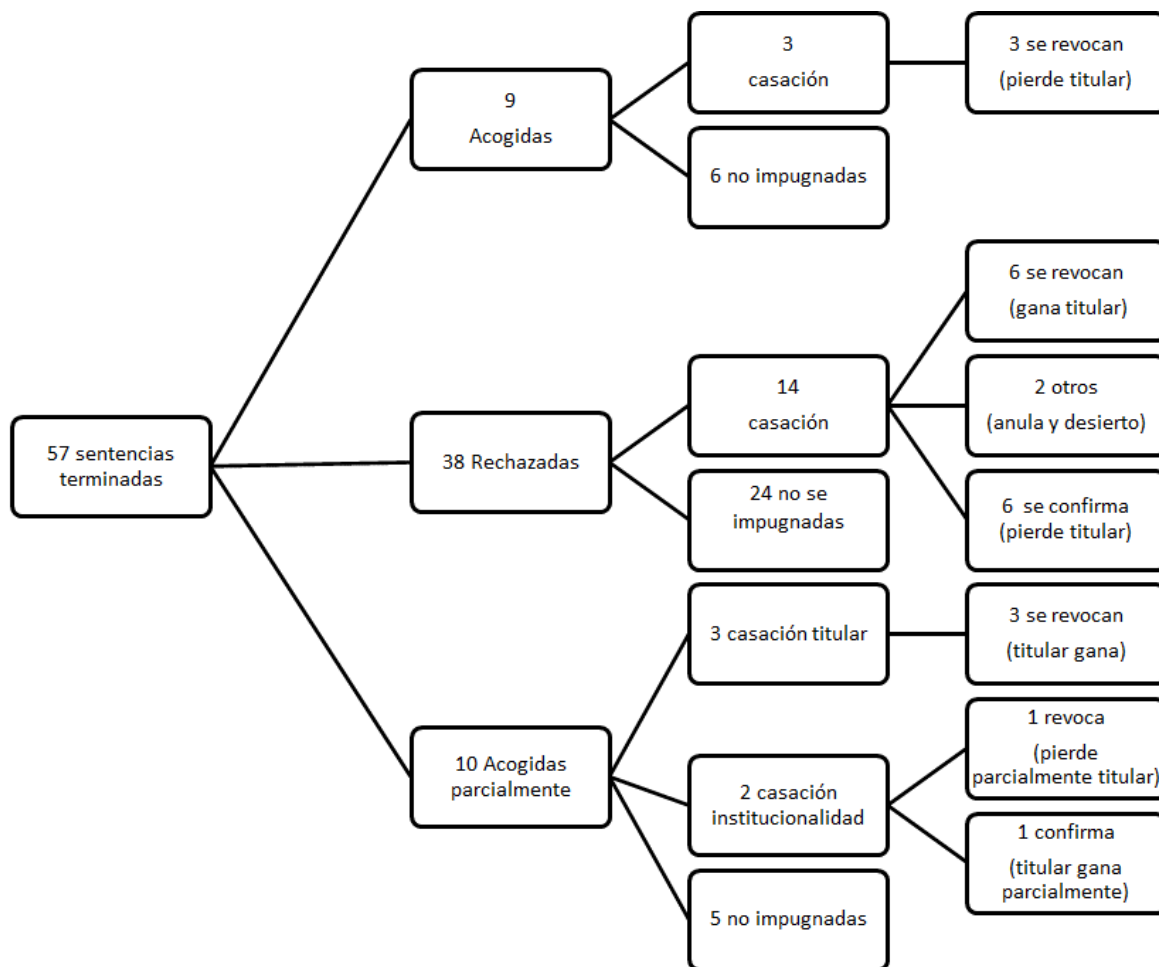 3
casación
3 se revocan
(pierde titular)
9
Acogidas
6 no impugnadas
6 se revocan
(gana titular)
14
casación
2 otros
(anula y desierto)
57 sentencias
terminadas
38 Rechazadas
24 no se
impugnadas
6 se confirma
(pierde titular)
3 casación titular
3 se revocan
(titular gana)
10 Acogidas
parcialmente
2 casación
institucionalidad
1 revoca
(pierde
parcialmente titular)
1 confirma
(titular gana
parcialmente)
5 no impugnadas